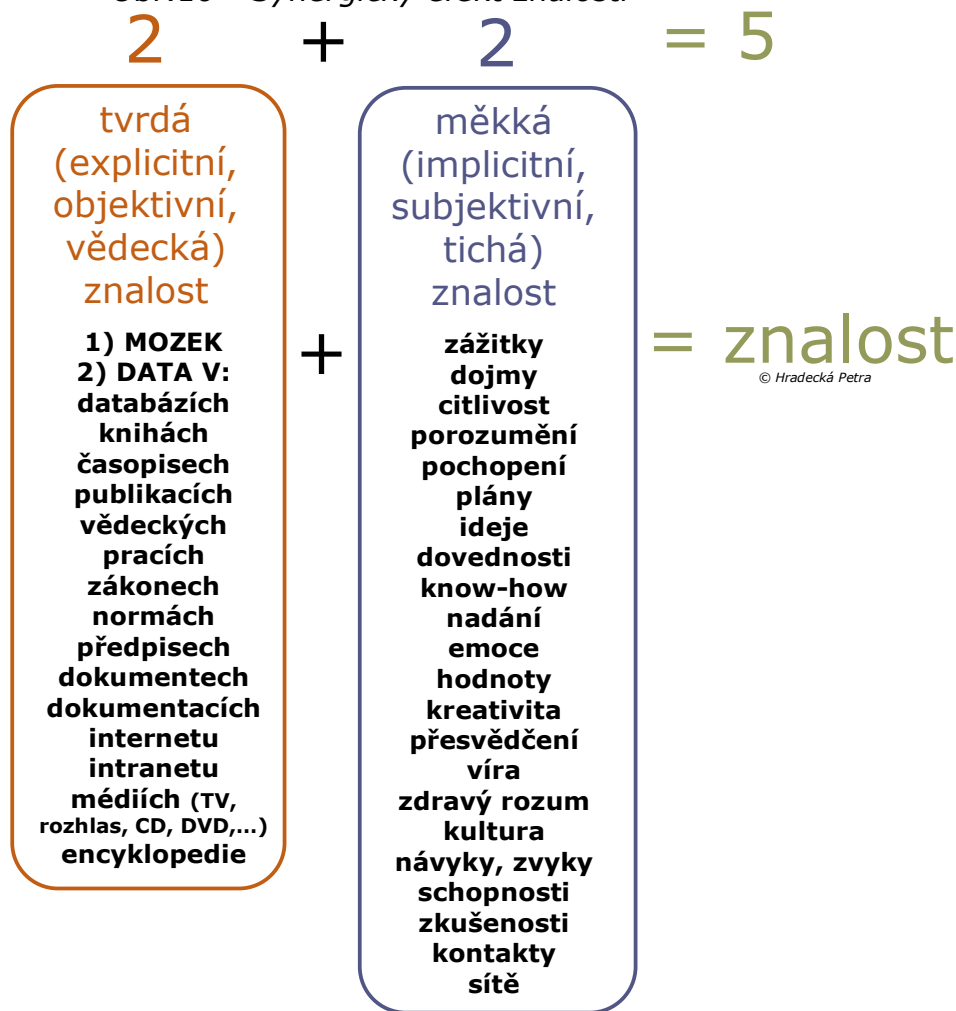 2 + 2 = 5
tvrdá
(explicitní,
objektivní,
vědecká)
znalost
1) MOZEK
2) DATA V:
databázích
knihách
časopisech
publikacích
vědeckých
pracích
zákonech
normách
předpisech
dokumentech
dokumentacích
internetu
intranetu
médiích (TV,
rozhlas, CD, DVD,...)
encyklopedie
+
měkká
(implicitní,
subjektivní,
tichá)
znalost
zážitky
dojmy
citlivost
porozumění
pochopení
plány
ideje
dovednosti
know-how
nadání
emoce
hodnoty
kreativita
přesvědčení
víra
zdravý rozum
kultura
návyky, zvyky
schopnosti
zkušenosti
kontakty
sítě
= znalost
© Hradecká Petra